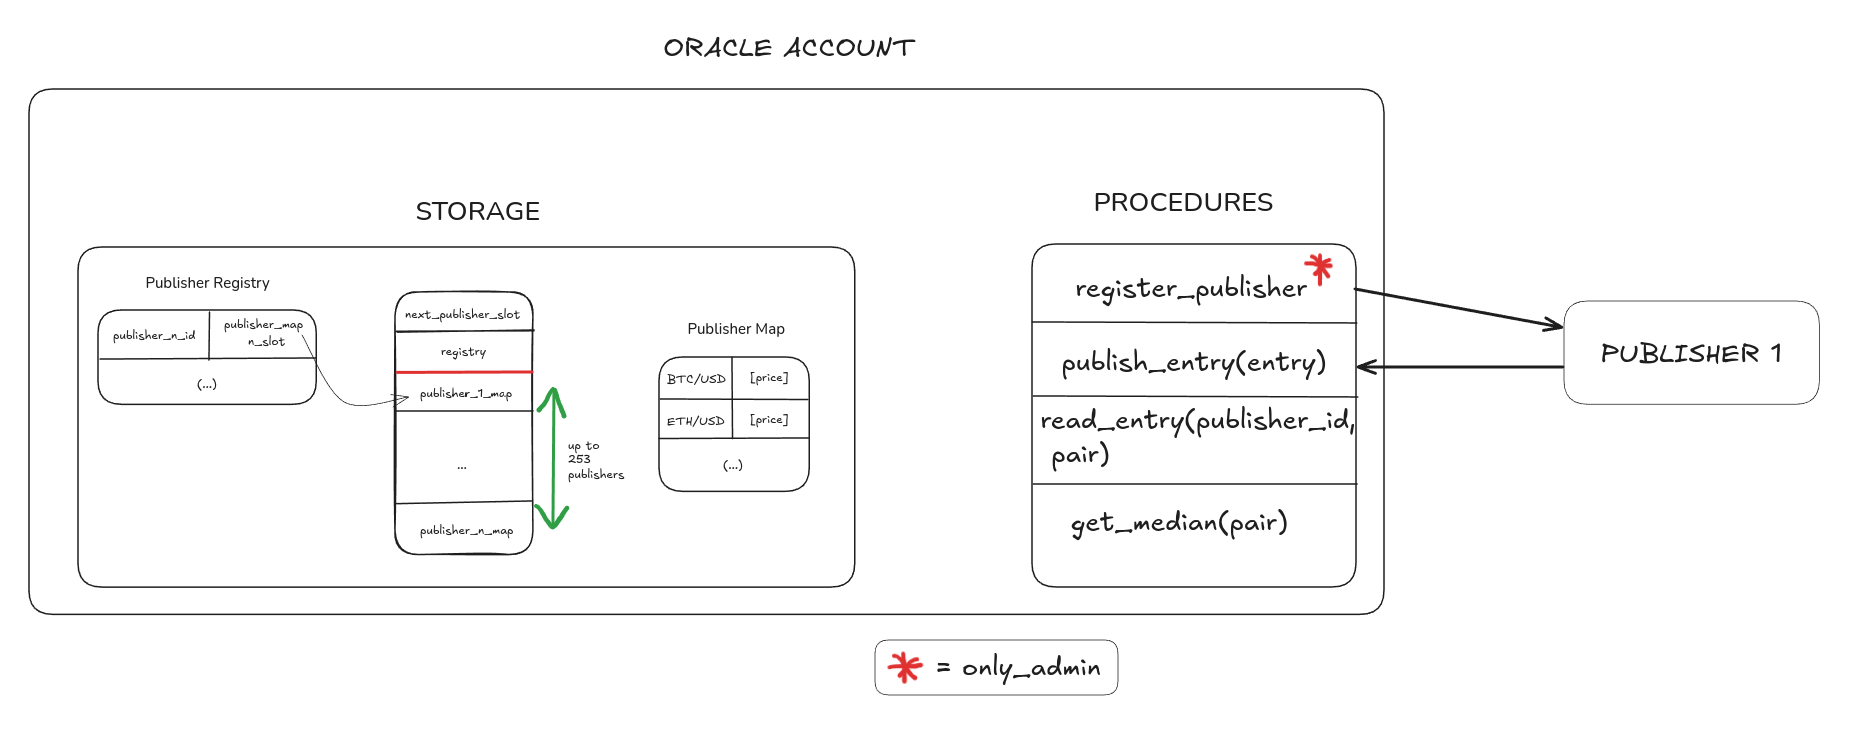 ORACLE ACCOUNT
STORAGE
PROCEDURES
Publisher Registry
publisher_n_id
publisher_map
n_slot
(...)
next_publisher_slot
registry
publisher_1_map
...
publisher_n_map
up to
253
publishers
Publisher Map
BTC/USD [price]
ETH/USD [price]
(...)
register_publisher*
publish_entry(entry)
read_entry(publisher_id,
pair)
get_median(pair)
PUBLISHER 1
* = only_admin